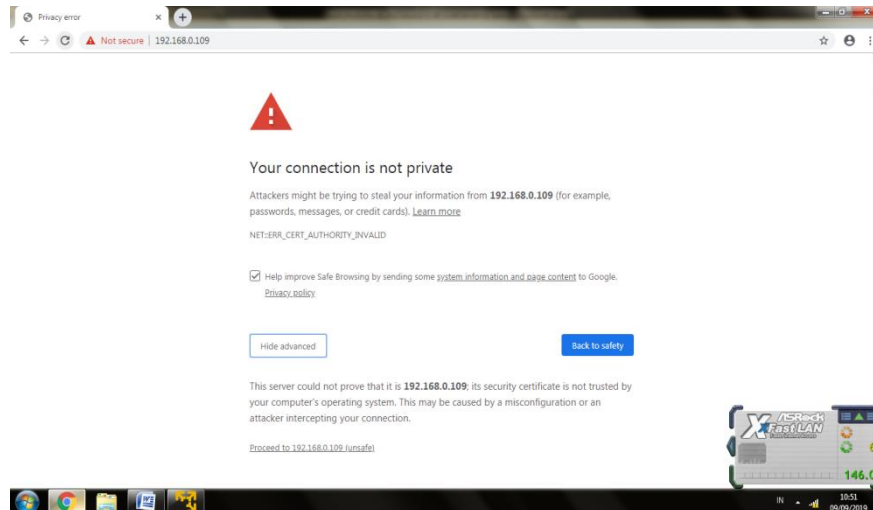 Privacy error
Not secure | 192.168.0.109
Your connection is not private
Attackers might be trying to steal your information from 192.168.0.109 (for example,
passwords, messages, or credit cards). Learn more
NET::ERR_CERT_AUTHORITY_INVALID
Help improve Safe Browsing by sending some system information and page content to Google.
Privacy policy
Hide advanced
Back to safety
This server could not prove that it is 192.168.0.109; its security certificate is not trusted by
your computer's operating system. This may be caused by a misconfiguration or an
attacker intercepting your connection.
Proceed to 192.168.0.109 (unsafe)
ASRock
XFast LAN
146.0
IN
10:51
09/09/2019